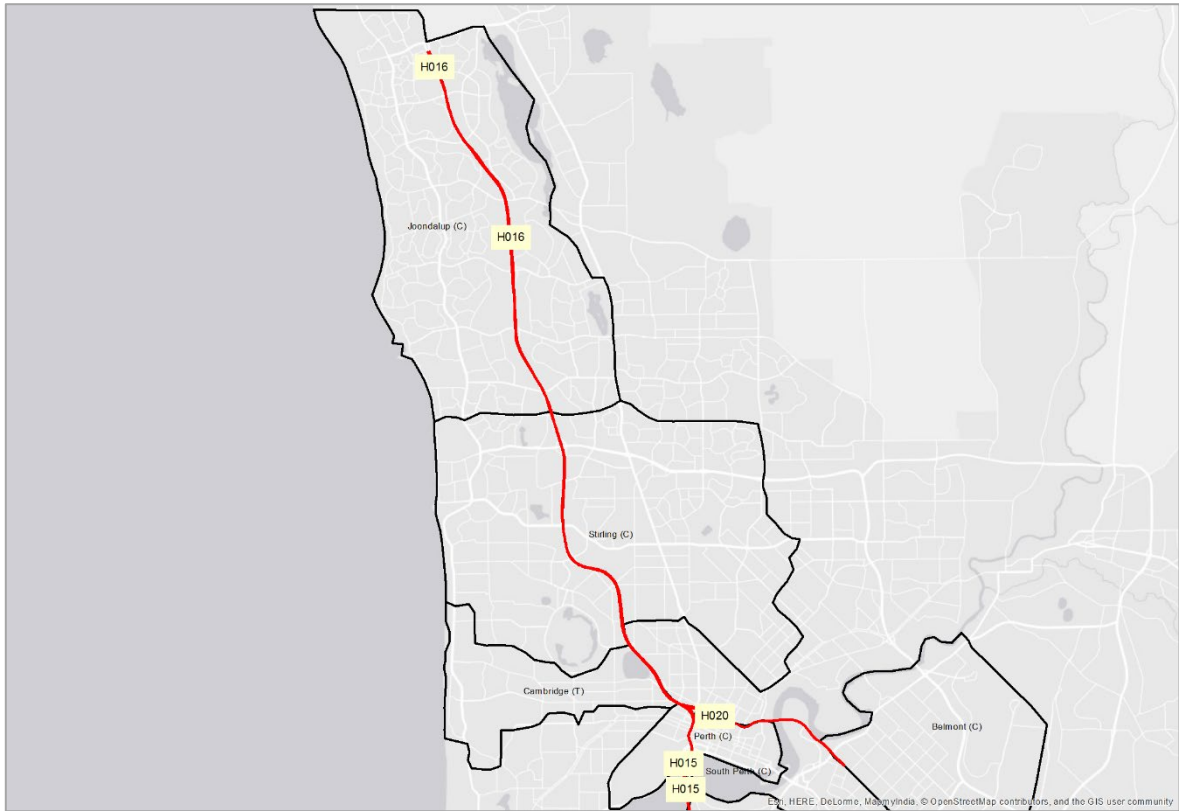 H016
Joondalup (C)
H016
Stirling (C)
Cambridge (T)
H020
Perth (C)
Belmont (C)
H015
South Perth (C)
H015
Esri, HERE, DeLorme, MapmyIndia, © OpenStreetMap contributors, and the GIS user community